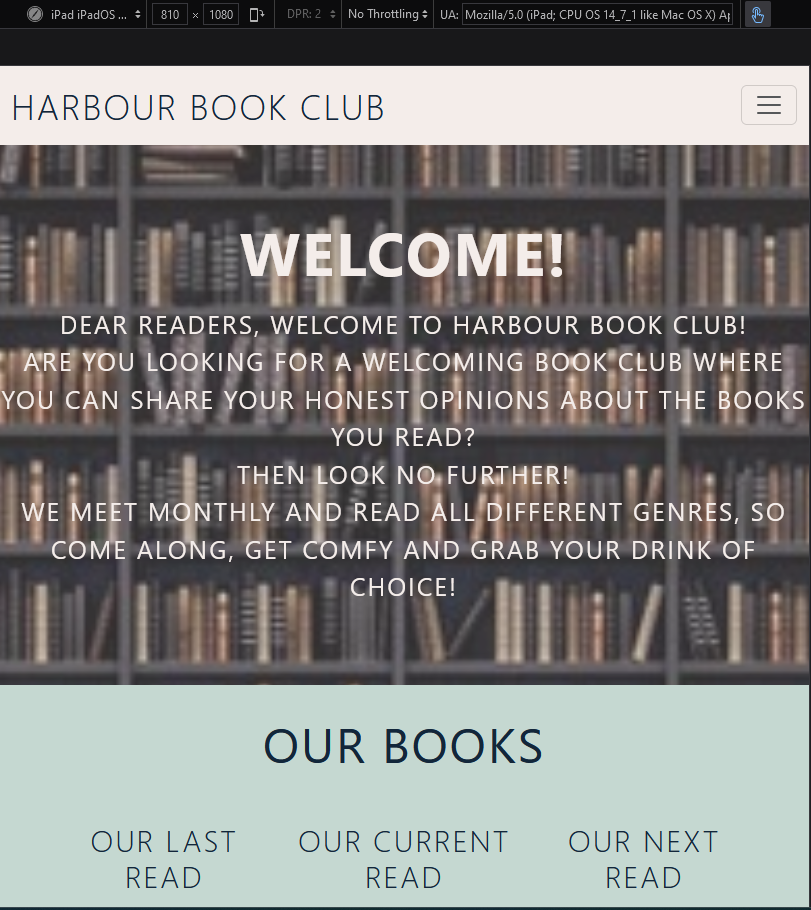 iPad iPadOS ... 810 × 1080 DPR: 2 No Throttling UA: Mozilla/5.0 (iPad; CPU OS 14_7_1 like Mac OS X) Ap
HARBOUR BOOK CLUB
WELCOME!
DEAR READERS, WELCOME TO HARBOUR BOOK CLUB!
ARE YOU LOOKING FOR A WELCOMING BOOK CLUB WHERE
YOU CAN SHARE YOUR HONEST OPINIONS ABOUT THE BOOKS
YOU READ?
THEN LOOK NO FURTHER!
WE MEET MONTHLY AND READ ALL DIFFERENT GENRES, SO
COME ALONG, GET COMFY AND GRAB YOUR DRINK OF
CHOICE!
OUR BOOKS
OUR LAST
READ
OUR CURRENT
READ
OUR NEXT
READ